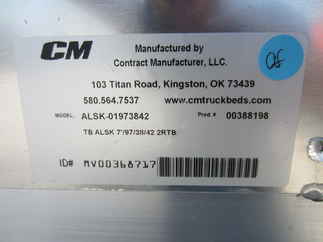 CM
Manufactured by
Contract Manufacturer, LLC.
103 Titan Road, Kingston, OK 73439
580.564.7537 www.cmtruckbeds.com
MODEL: ALSK-01973842 Prod # 00388198
TB ALSK 7'/97/38/42 2RTB
ID# MV00368717